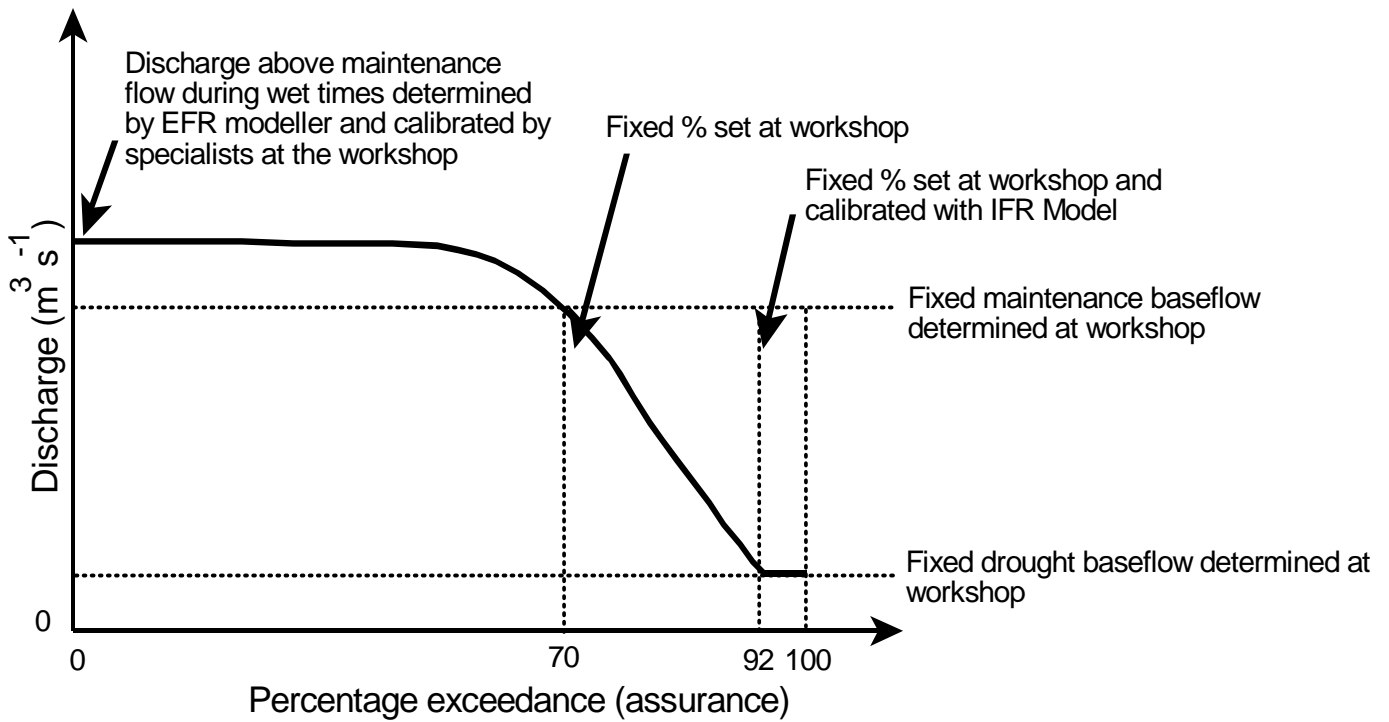 Discharge above maintenance
flow during wet times determined
by EFR modeller and calibrated by
specialists at the workshop
Fixed % set at workshop
Fixed % set at workshop and
calibrated with IFR Model
Discharge (m³ s⁻¹)
Fixed maintenance baseflow
determined at workshop
Fixed drought baseflow determined at
workshop
0
0 70 92 100
Percentage exceedance (assurance)